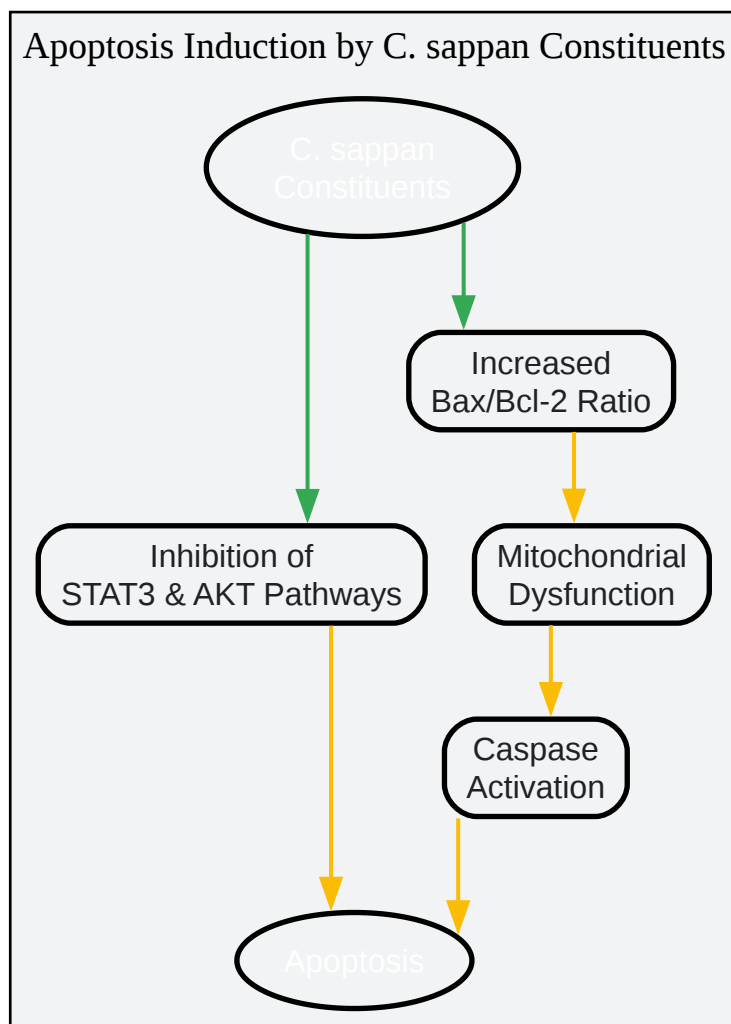 Apoptosis Induction by C. sappan Constituents
C. sappan
Constituents
Increased
Bax/Bcl-2 Ratio
Inhibition of
STAT3 & AKT Pathways
Mitochondrial
Dysfunction
Caspase
Activation
Apoptosis